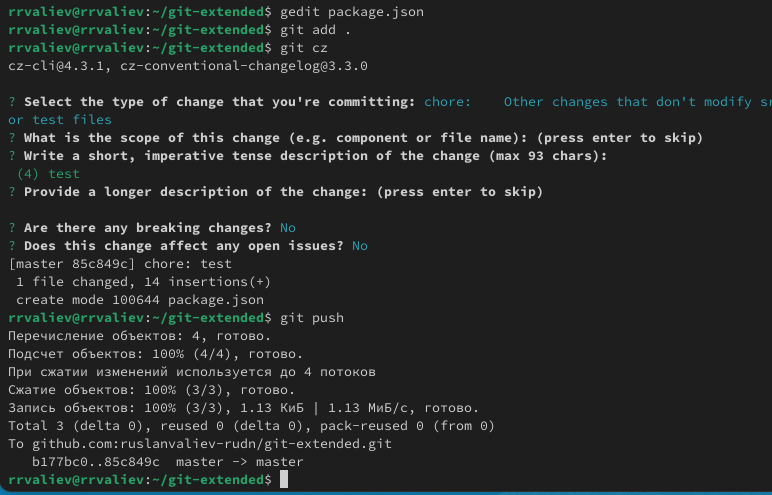 rrvaliev@rrvaliev:~/git-extended$ gedit package.json
rrvaliev@rrvaliev:~/git-extended$ git add .
rrvaliev@rrvaliev:~/git-extended$ git cz
cz-cli@4.3.1, cz-conventional-changelog@3.3.0
? Select the type of change that you're committing: chore:    Other changes that don't modify sr
or test files
? What is the scope of this change (e.g. component or file name): (press enter to skip)
? Write a short, imperative tense description of the change (max 93 chars):
(4) test
? Provide a longer description of the change: (press enter to skip)
? Are there any breaking changes? No
? Does this change affect any open issues? No
[master 85c849c] chore: test
1 file changed, 14 insertions(+)
create mode 100644 package.json
rrvaliev@rrvaliev:~/git-extended$ git push
Перечисление объектов: 4, готово.
Подсчет объектов: 100% (4/4), готово.
При сжатии изменений используется до 4 потоков
Сжатие объектов: 100% (3/3), готово.
Запись объектов: 100% (3/3), 1.13 КиБ | 1.13 МиБ/с, готово.
Total 3 (delta 0), reused 0 (delta 0), pack-reused 0 (from 0)
To github.com:ruslanvaliev-rudn/git-extended.git
b177bc0..85c849c  master -> master
rrvaliev@rrvaliev:~/git-extended$